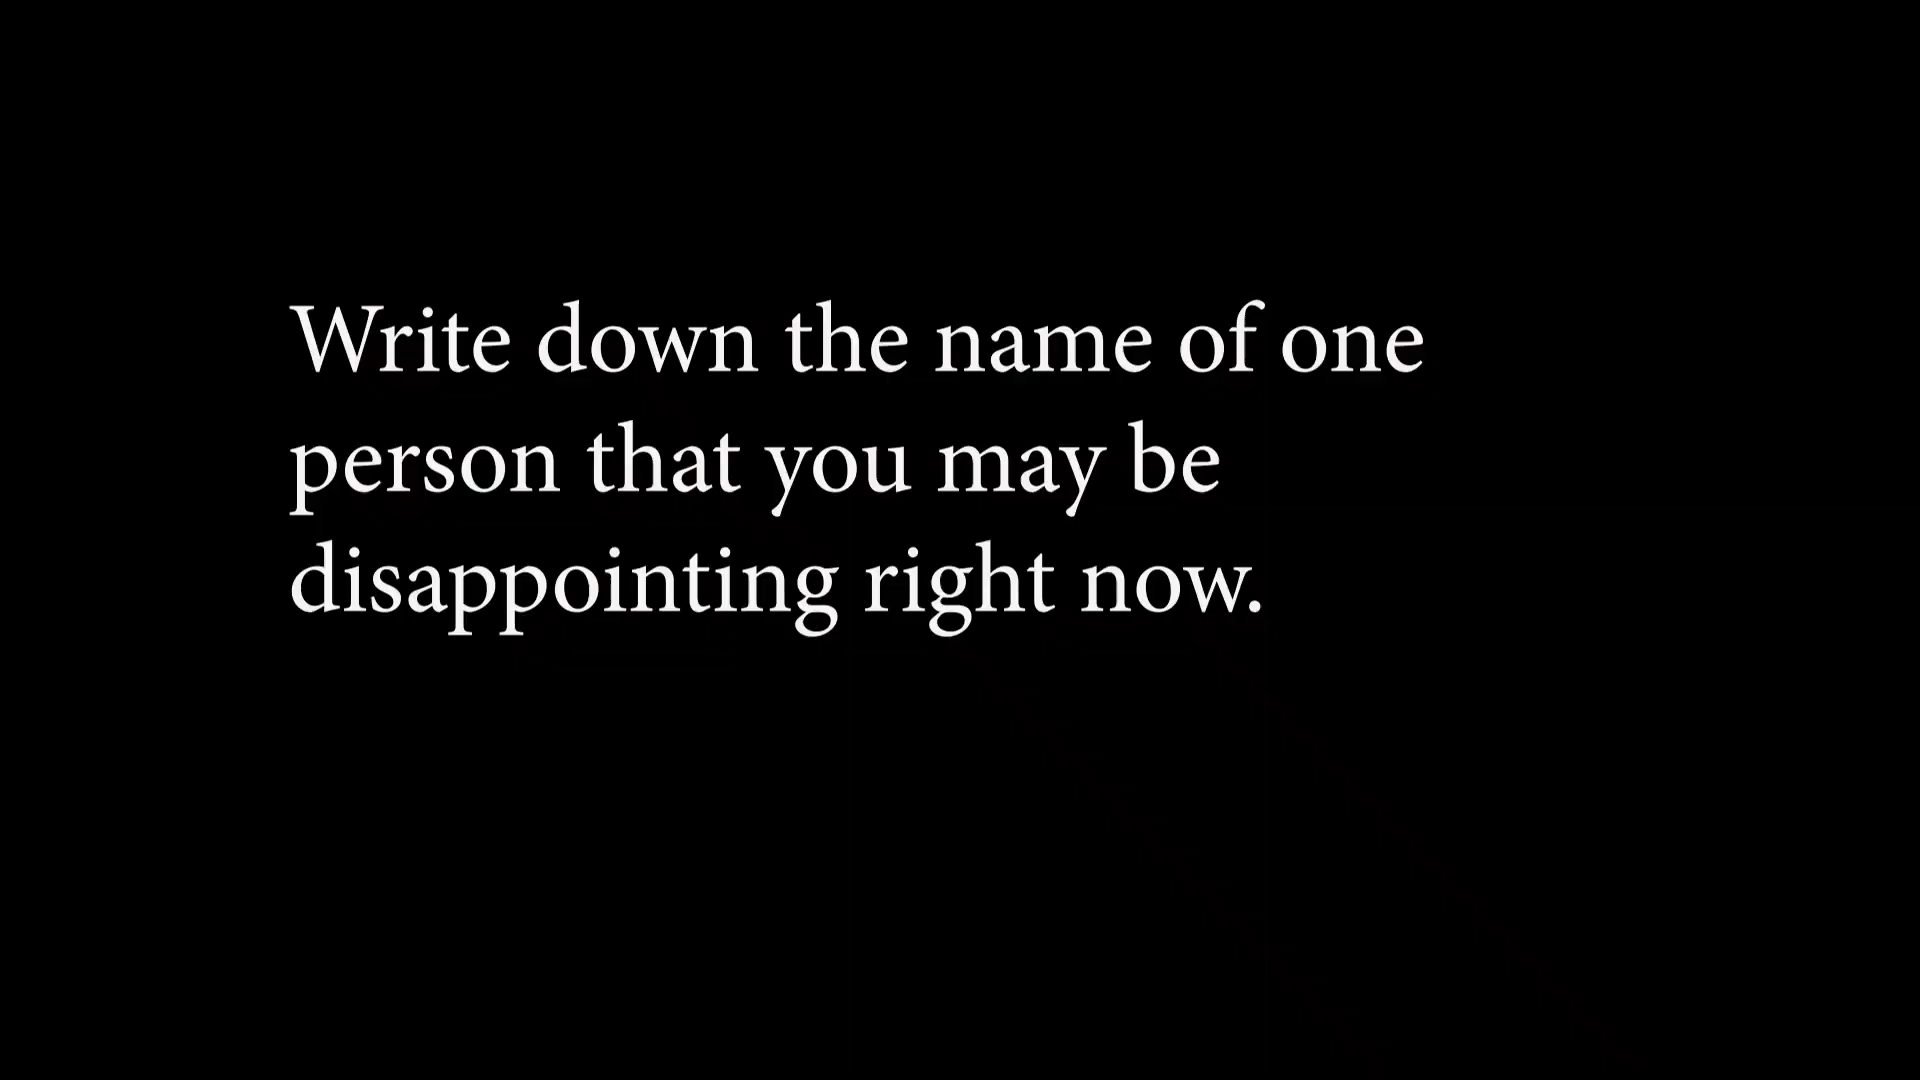 Write down the name of one
person that you may be
disappointing right now.